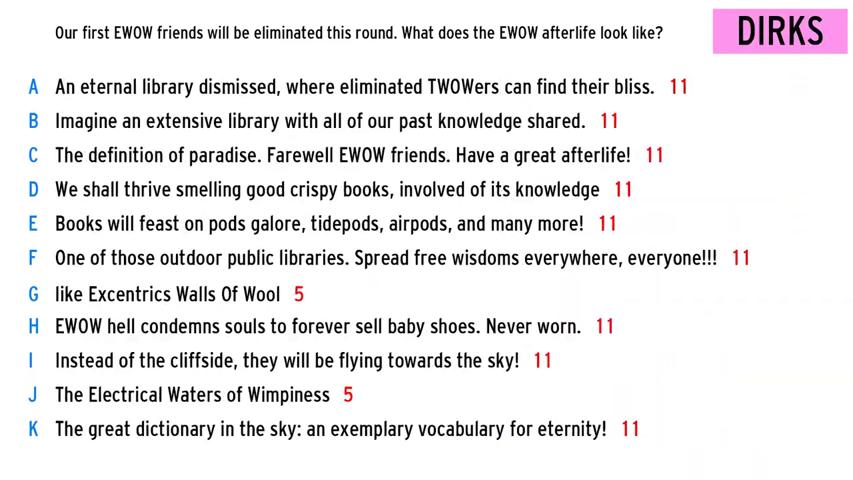 Our first EWOW friends will be eliminated this round. What does the EWOW afterlife look like?
DIRKS
A An eternal library dismissed, where eliminated TWOWers can find their bliss. 11
B Imagine an extensive library with all of our past knowledge shared. 11
C The definition of paradise. Farewell EWOW friends. Have a great afterlife! 11
D We shall thrive smelling good crispy books, involved of its knowledge 11
E Books will feast on pods galore, tidepods, airpods, and many more! 11
F One of those outdoor public libraries. Spread free wisdoms everywhere, everyone!!! 11
G like Excentrics Walls Of Wool 5
H EWOW hell condemns souls to forever sell baby shoes. Never worn. 11
I Instead of the cliffside, they will be flying towards the sky! 11
J The Electrical Waters of Wimpiness 5
K The great dictionary in the sky: an exemplary vocabulary for eternity! 11